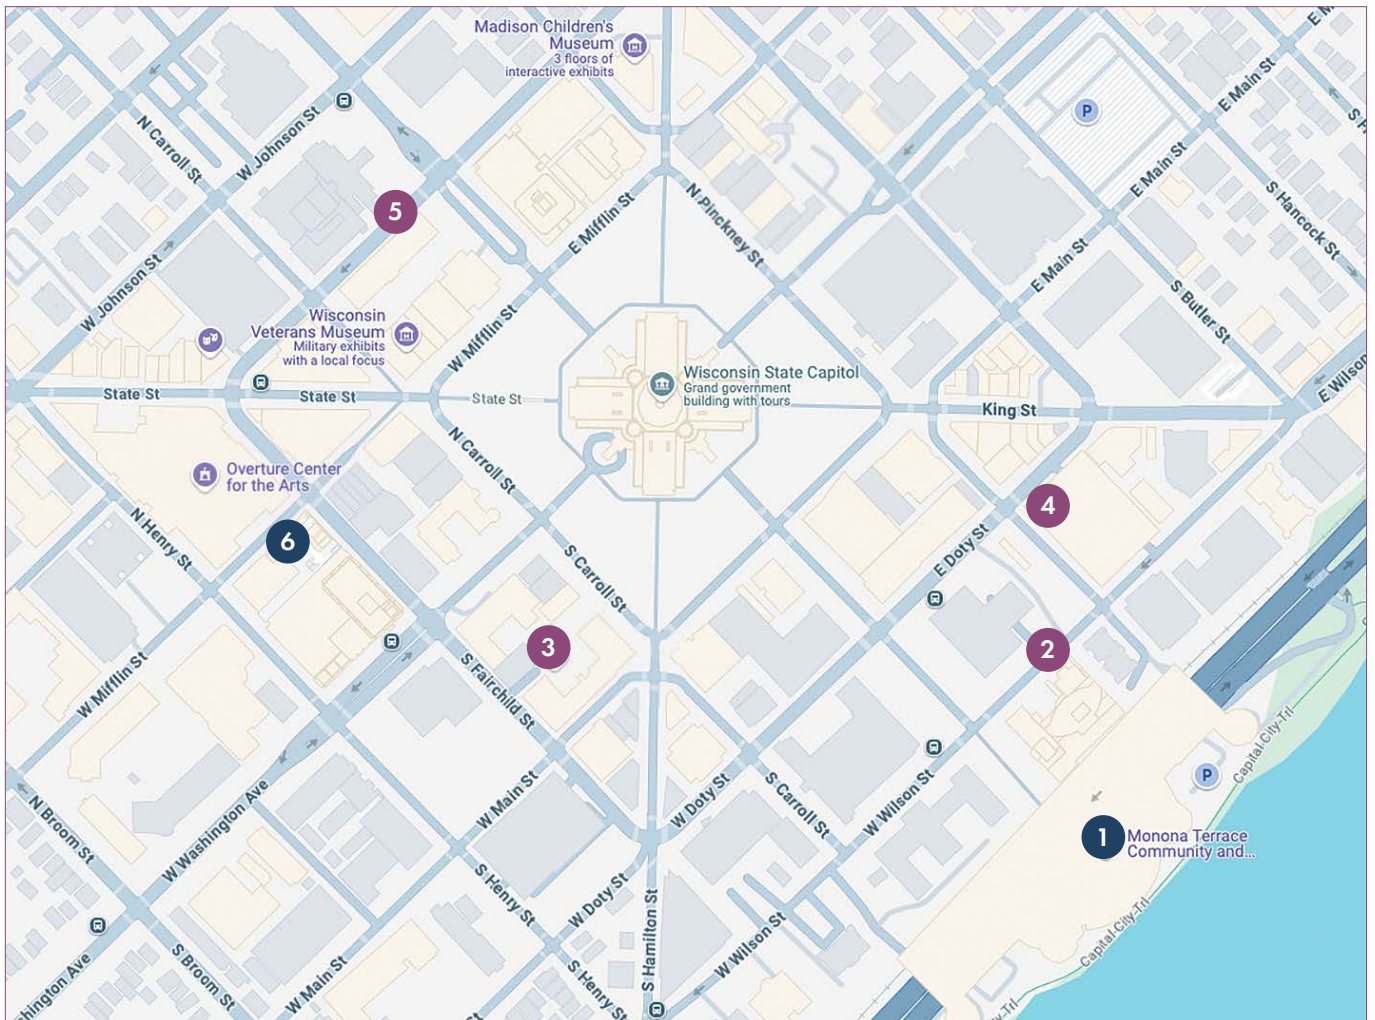 Madison Children's
Museum
3 floors of
interactive exhibits
E Main St
P
N Carroll St
W Johnson St
E Main St
5
N Pinckney St
E Mifflin St
S Hancock St
W Johnson St
E Main St
S Butler St
Wisconsin
Veterans Museum
Military exhibits
with a local focus
W Mifflin St
Wisconsin State Capitol
Grand government
building with tours
E Wilson
State St
State St
State St
King St
N Carroll St
Overture Center
for the Arts
4
N Henry St
6
E Doty St
S Carroll St
3
2
W Mifflin St
S Fairchild St
Capital-City-Trl
P
W Main St
W Doty St
S Carroll St
W Wilson St
N Broom St
W Washington Ave
1
Monona Terrace
Community and...
S Henry St
W Doty St
S Hamilton St
W Wilson St
Capital-City-Trl
S Broom St
W Main St
S Henry St
hington Ave
y-Trl